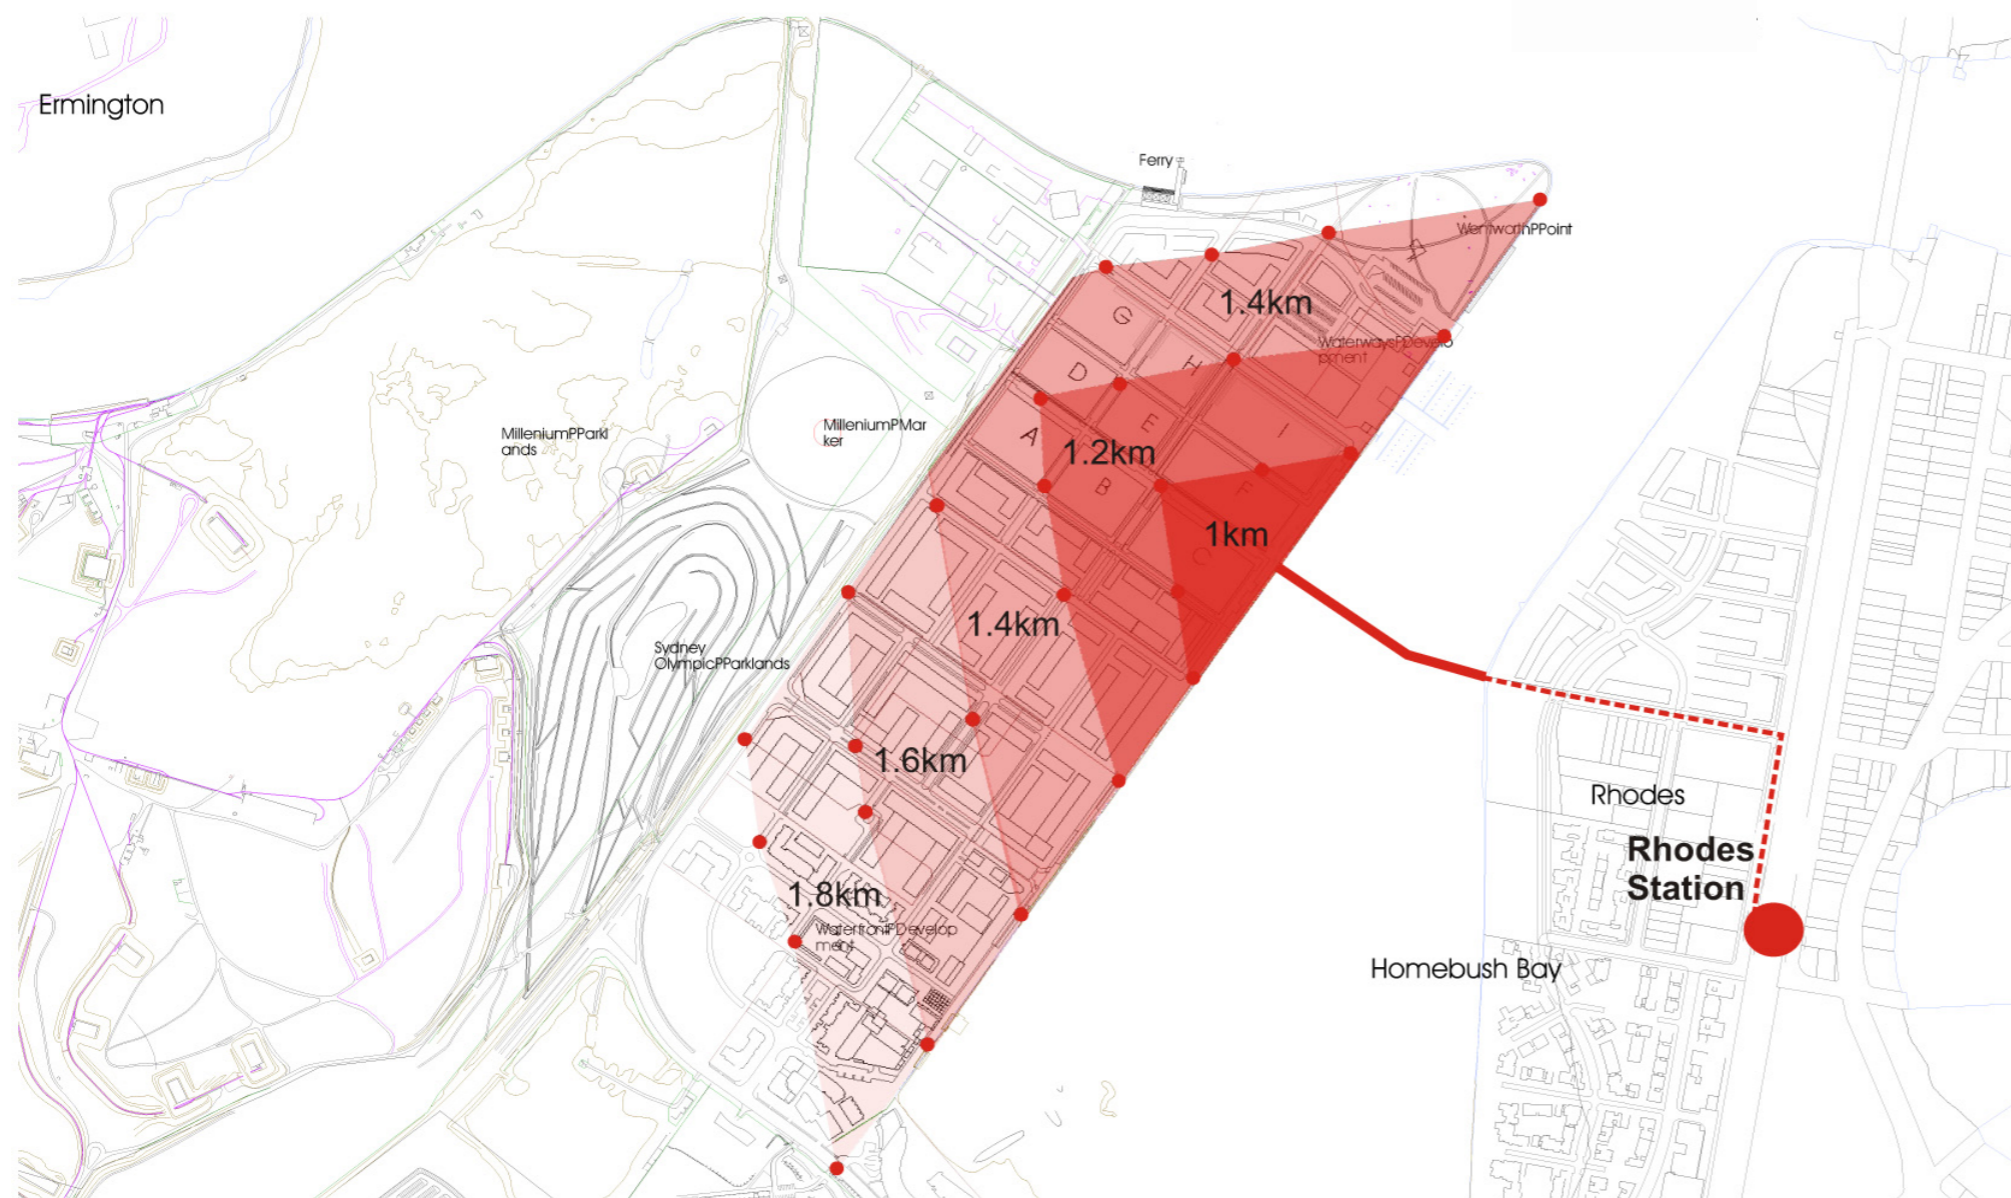 Ermington
Ferry
WentworthPPoint
1.4km
G
WaterwaysPDevelo
pment
H
D
MilleniumPParkl
ands
MilleniumPMar
ker
A
E
I
1.2km
B
F
1km
C
1.4km
Sydney
OlympicPParklands
1.6km
Rhodes
Rhodes
Station
1.8km
WaterfrontPDevelop
ment
Homebush Bay